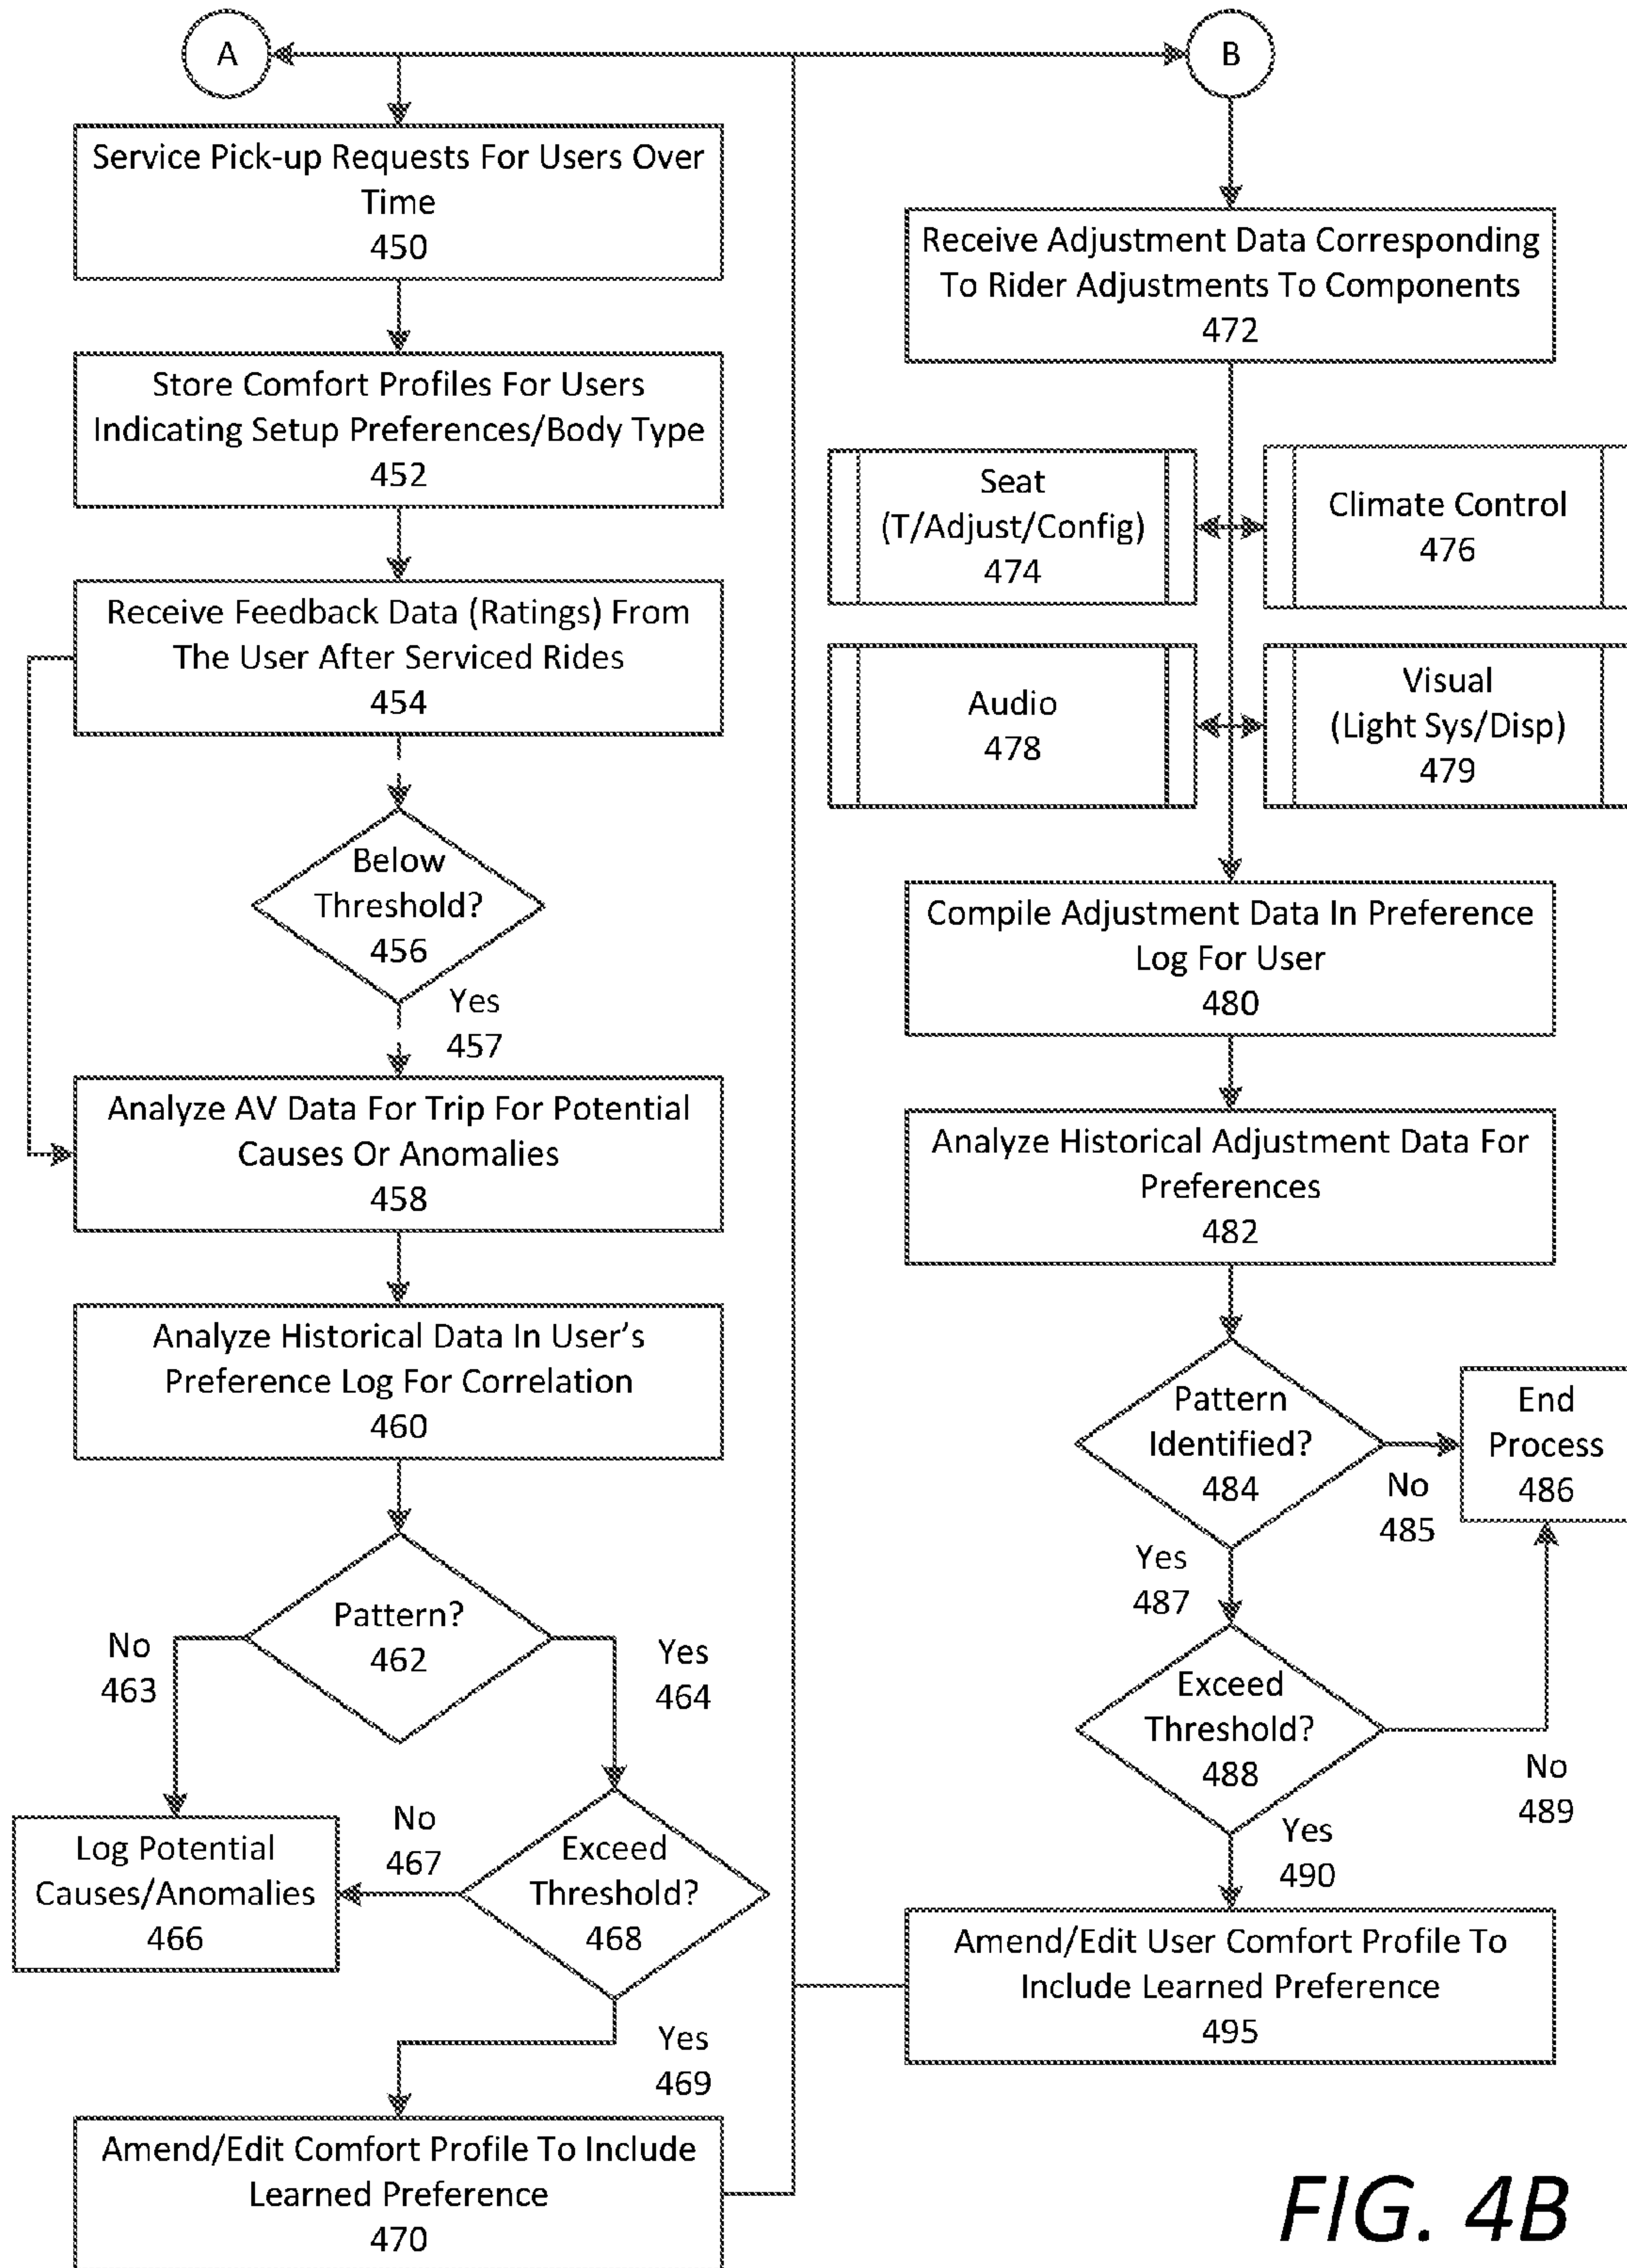 A
Service Pick-up Requests For Users Over
Time
450
Store Comfort Profiles For Users
Indicating Setup Preferences/Body Type
452
Receive Feedback Data (Ratings) From
The User After Serviced Rides
454
Below
Threshold?
456
Yes
457
Analyze AV Data For Trip For Potential
Causes Or Anomalies
458
Analyze Historical Data In User's
Preference Log For Correlation
460
Pattern?
462
No
463
Yes
464
Log Potential
Causes/Anomalies
466
No
467
Exceed
Threshold?
468
Yes
469
Amend/Edit Comfort Profile To Include
Learned Preference
470
B
Receive Adjustment Data Corresponding
To Rider Adjustments To Components
472
Seat
(T/Adjust/Config)
474
Climate Control
476
Audio
478
Visual
(Light Sys/Disp)
479
Compile Adjustment Data In Preference
Log For User
480
Analyze Historical Adjustment Data For
Preferences
482
Pattern
Identified?
484
No
485
End
Process
486
Yes
487
Exceed
Threshold?
488
No
489
Yes
490
Amend/Edit User Comfort Profile To
Include Learned Preference
495
FIG. 4B